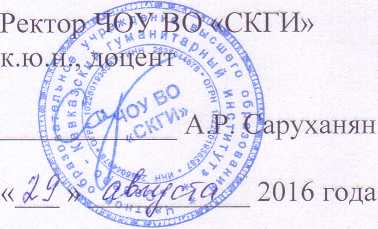 Ректор ЧОУ ВО «СКГИ»
к.ю.н., доцент
ЧОУ ВО
«СКГИ»
А.Р. Саруханян
«29» августа 2016 года